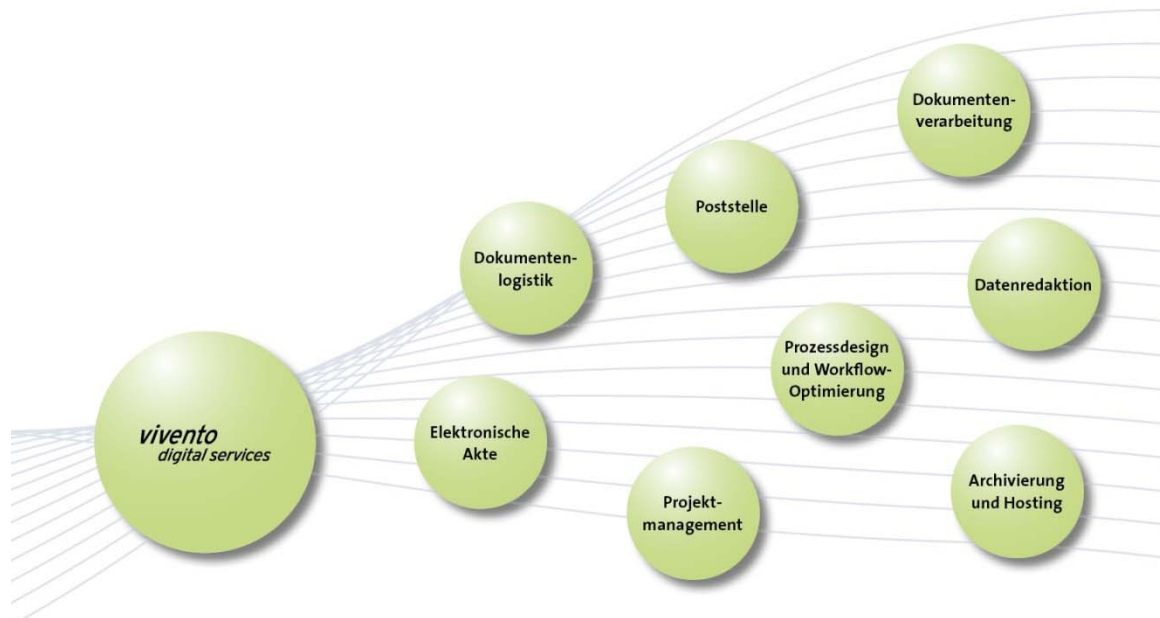 Dokumenten-
verarbeitung
Poststelle
Dokumenten-
logistik
Datenredaktion
Prozessdesign
und Workflow-
Optimierung
vivento
digital services
Elektronische
Akte
Projekt-
management
Archivierung
und Hosting